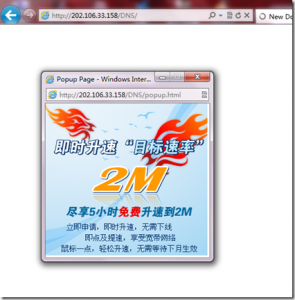 http://202.106.33.158/DNS/
New Do
Popup Page - Windows Inter...
http://202.106.33.158/DNS/popup.html
即时升速“目标速率”
2M
尽享5小时免费升速到2M
立即申请，即时升速，无需下线
即点及提速，享受宽带网络
鼠标一点，轻松升速，无需等待下月生效